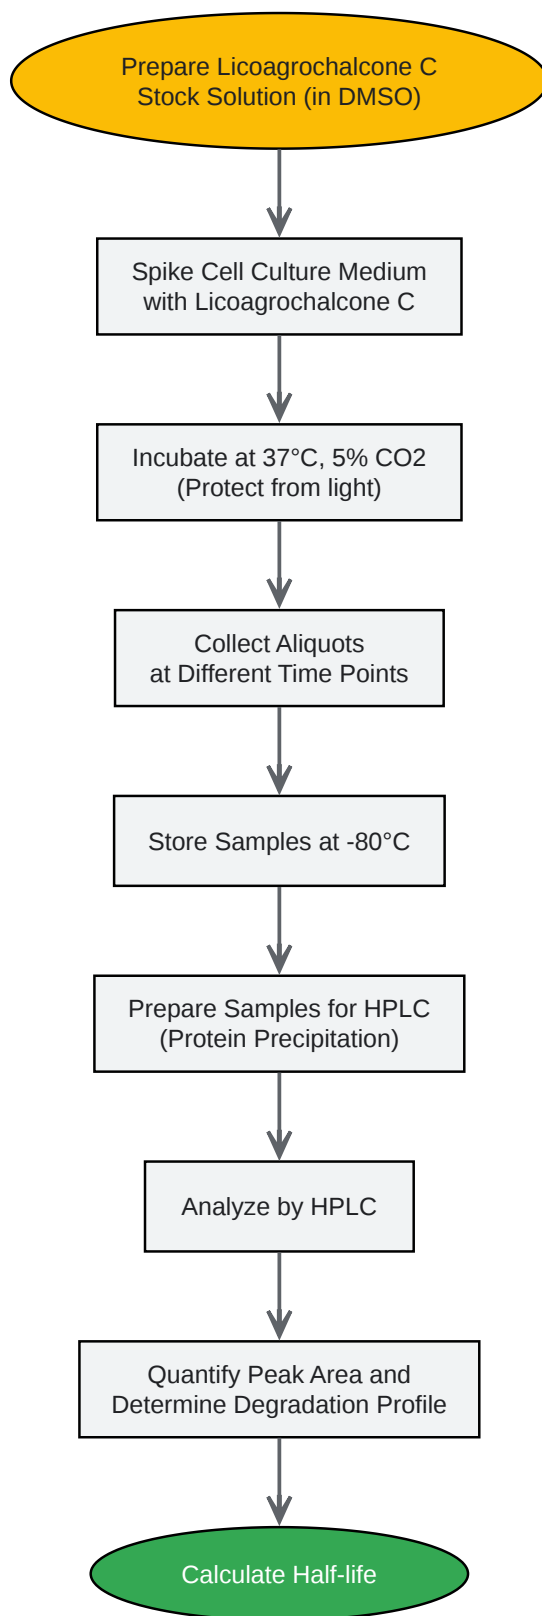 Prepare Licoagrochalcone C
Stock Solution (in DMSO)
Spike Cell Culture Medium
with Licoagrochalcone C
Incubate at 37°C, 5% CO2
(Protect from light)
Collect Aliquots
at Different Time Points
Store Samples at -80°C
Prepare Samples for HPLC
(Protein Precipitation)
Analyze by HPLC
Quantify Peak Area and
Determine Degradation Profile
Calculate Half-life